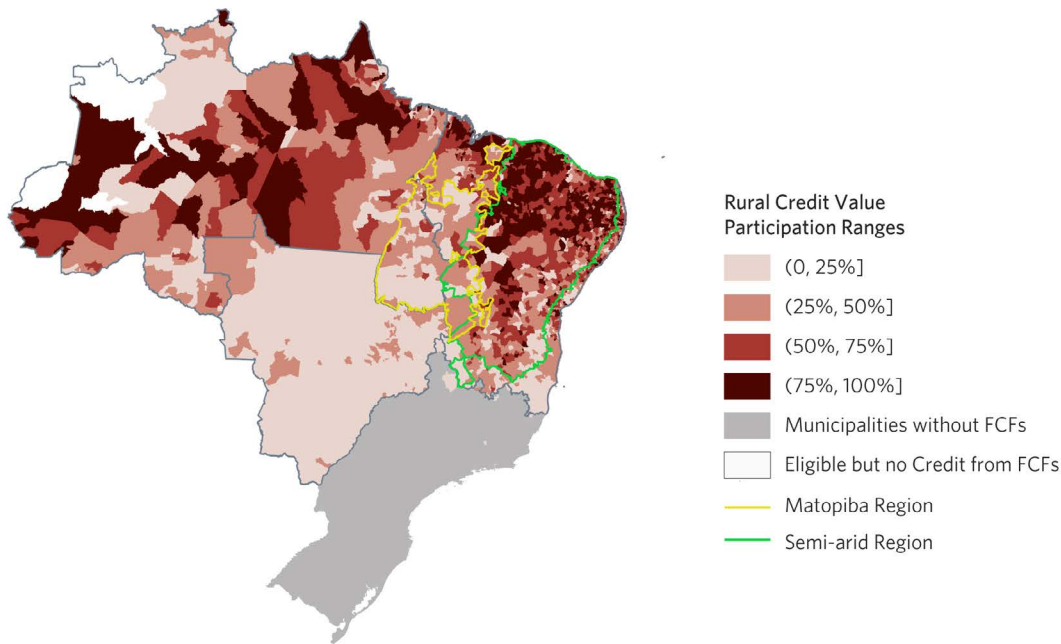 Rural Credit Value
Participation Ranges
(0, 25%]
(25%, 50%]
(50%, 75%]
(75%, 100%]
Municipalities without FCFs
Eligible but no Credit from FCFs
Matopiba Region
Semi-arid Region